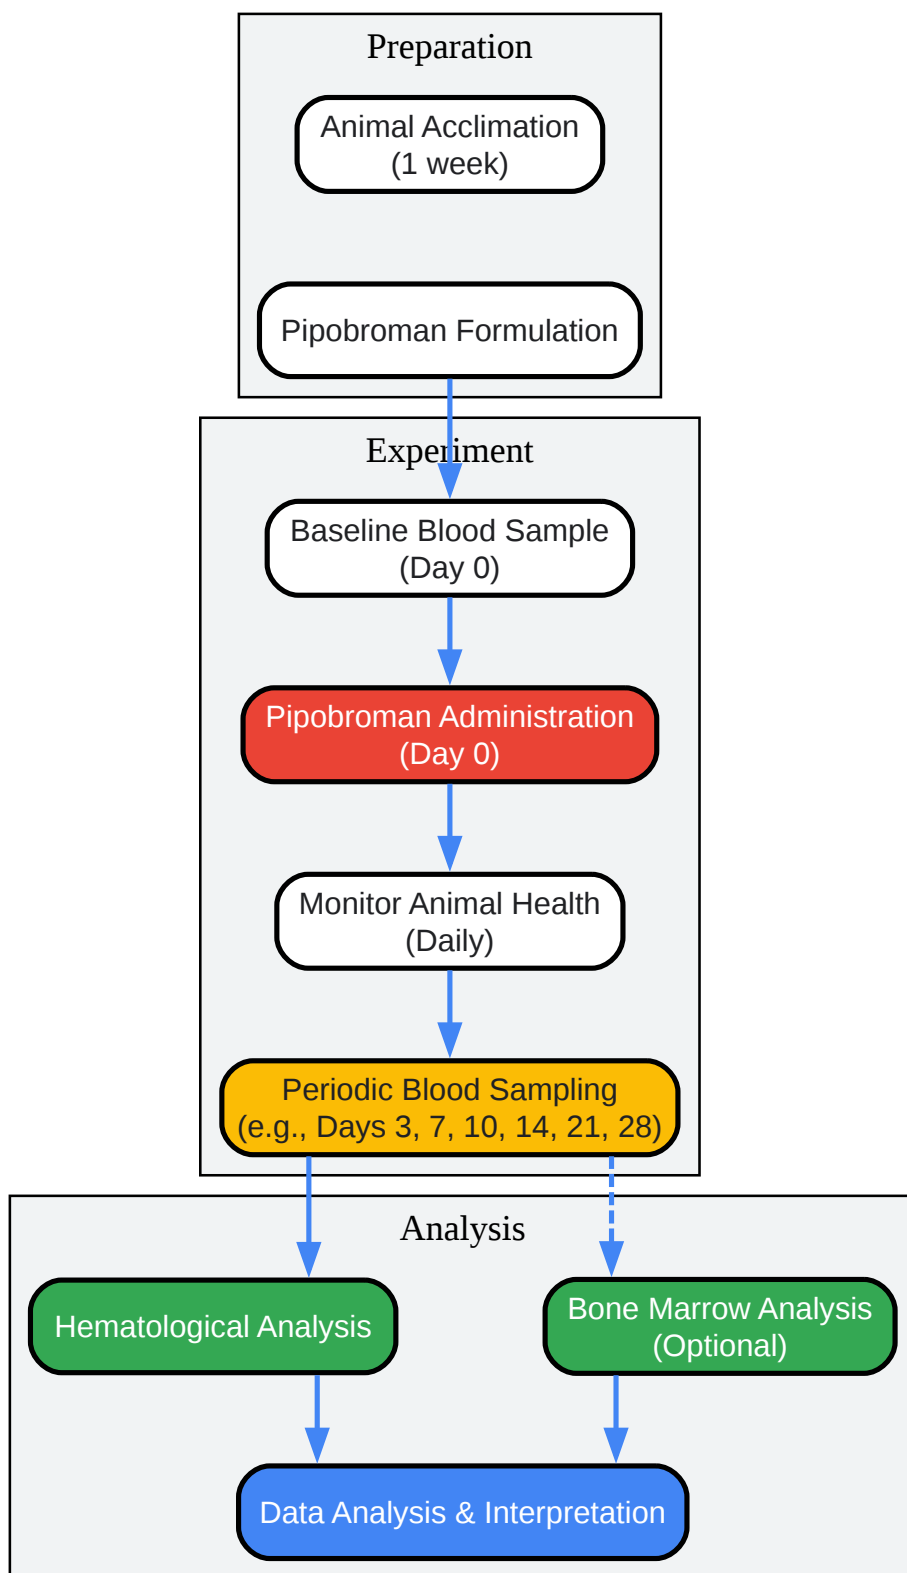 Preparation
Animal Acclimation
(1 week)
Pipobroman Formulation
Experiment
Baseline Blood Sample
(Day 0)
Pipobroman Administration
(Day 0)
Monitor Animal Health
(Daily)
Periodic Blood Sampling
(e.g., Days 3, 7, 10, 14, 21, 28)
Analysis
Hematological Analysis
Bone Marrow Analysis
(Optional)
Data Analysis & Interpretation